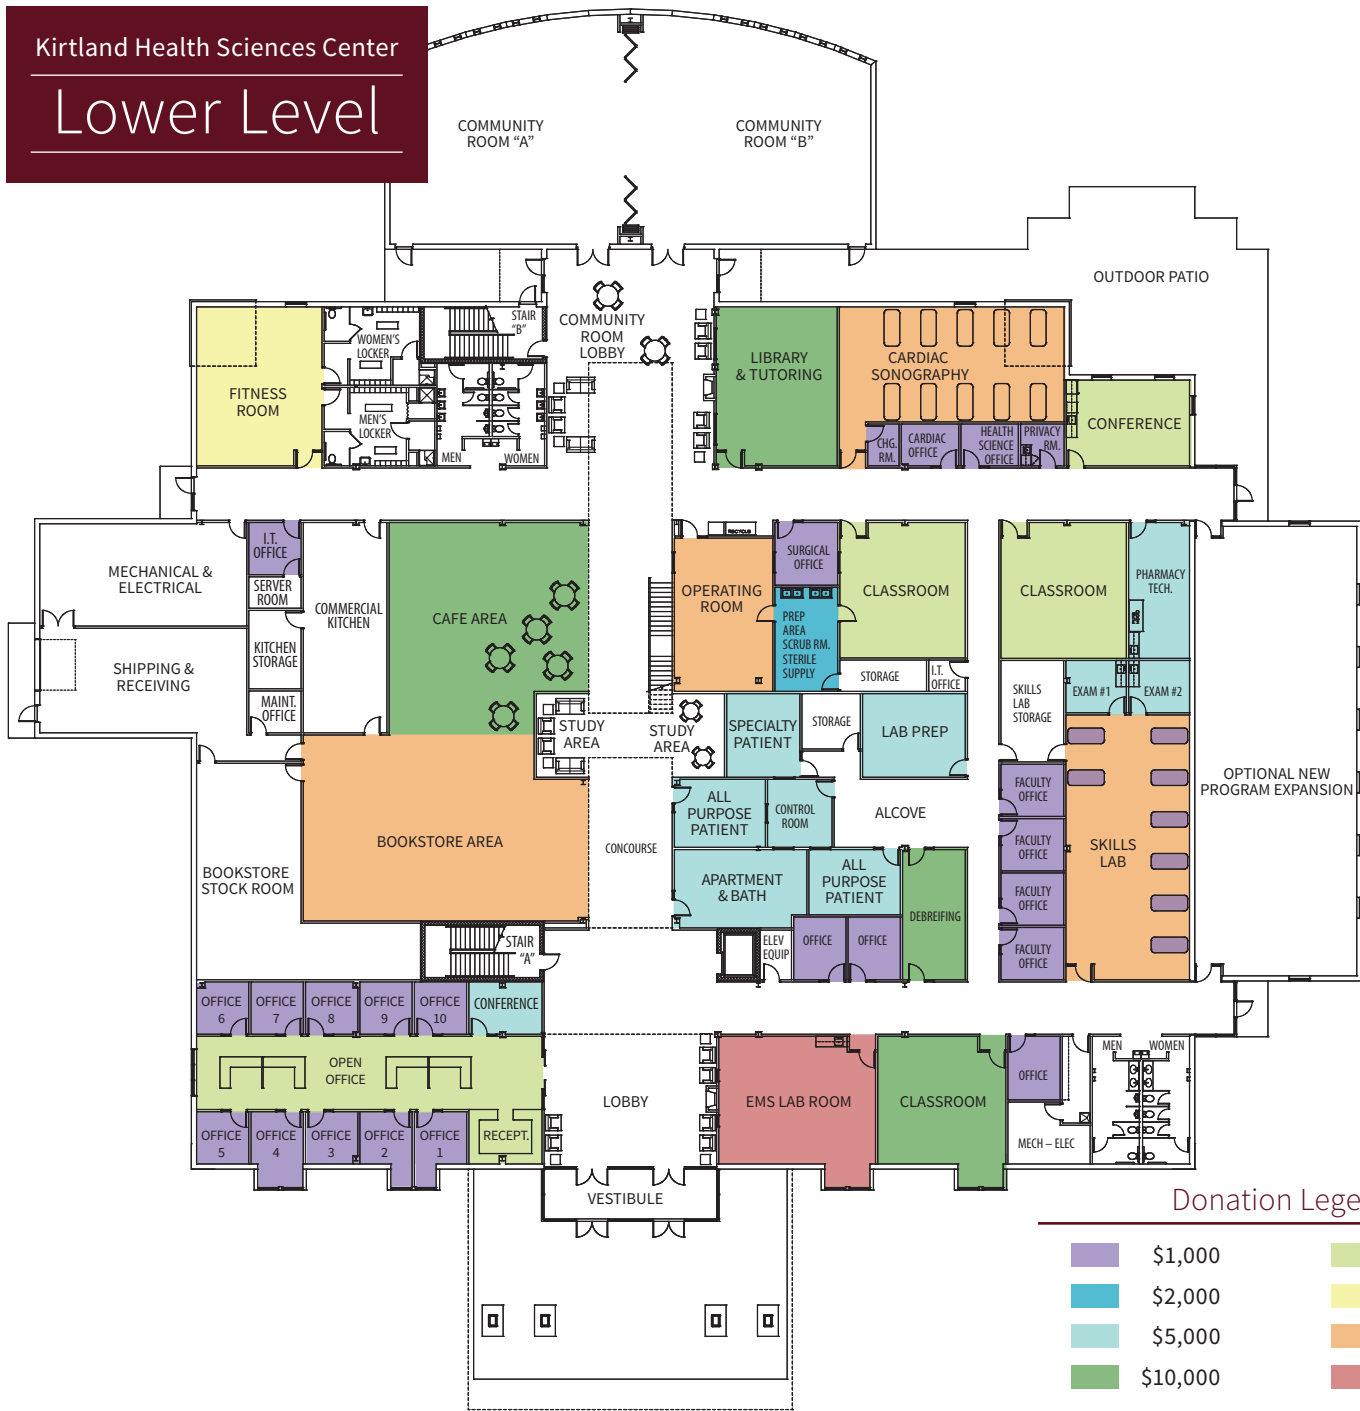 Kirtland Health Sciences Center
Lower Level
COMMUNITY
ROOM “A”
COMMUNITY
ROOM “B”
OUTDOOR PATIO
STAIR
“B”
COMMUNITY
ROOM
LOBBY
WOMEN'S
LOCKER
FITNESS
ROOM
MEN'S
LOCKER
MEN
WOMEN
LIBRARY
& TUTORING
CARDIAC
SONOGRAPHY
CONFERENCE
CHG.
RM.
CARDIAC
OFFICE
HEALTH
SCIENCE
OFFICE
PRIVACY
RM.
I.T.
OFFICE
MECHANICAL &
ELECTRICAL
SERVER
ROOM
COMMERCIAL
KITCHEN
CAFE AREA
RECYCLE
SURGICAL
OFFICE
OPERATING
ROOM
CLASSROOM
CLASSROOM
PHARMACY
TECH.
PREP
AREA
SCRUB RM.
STERILE
SUPPLY
KITCHEN
STORAGE
SHIPPING &
RECEIVING
MAINT.
OFFICE
STORAGE
I.T.
OFFICE
SKILLS
LAB
STORAGE
EXAM #1
EXAM #2
STUDY
AREA
STUDY
AREA
SPECIALTY
PATIENT
STORAGE
LAB PREP
OPTIONAL NEW
PROGRAM EXPANSION
ALL
PURPOSE
PATIENT
CONTROL
ROOM
ALCOVE
FACULTY
OFFICE
BOOKSTORE AREA
CONCOURSE
FACULTY
OFFICE
SKILLS
LAB
BOOKSTORE
STOCK ROOM
APARTMENT
& BATH
ALL
PURPOSE
PATIENT
DEBREIFING
FACULTY
OFFICE
STAIR
“A”
ELEV
EQUIP
OFFICE
OFFICE
FACULTY
OFFICE
OFFICE
6
OFFICE
7
OFFICE
8
OFFICE
9
OFFICE
10
CONFERENCE
OPEN
OFFICE
LOBBY
EMS LAB ROOM
CLASSROOM
OFFICE
MEN
WOMEN
OFFICE
5
OFFICE
4
OFFICE
3
OFFICE
2
OFFICE
1
RECEPT.
MECH – ELEC
VESTIBULE
Donation Lege
$1,000
$2,000
$5,000
$10,000